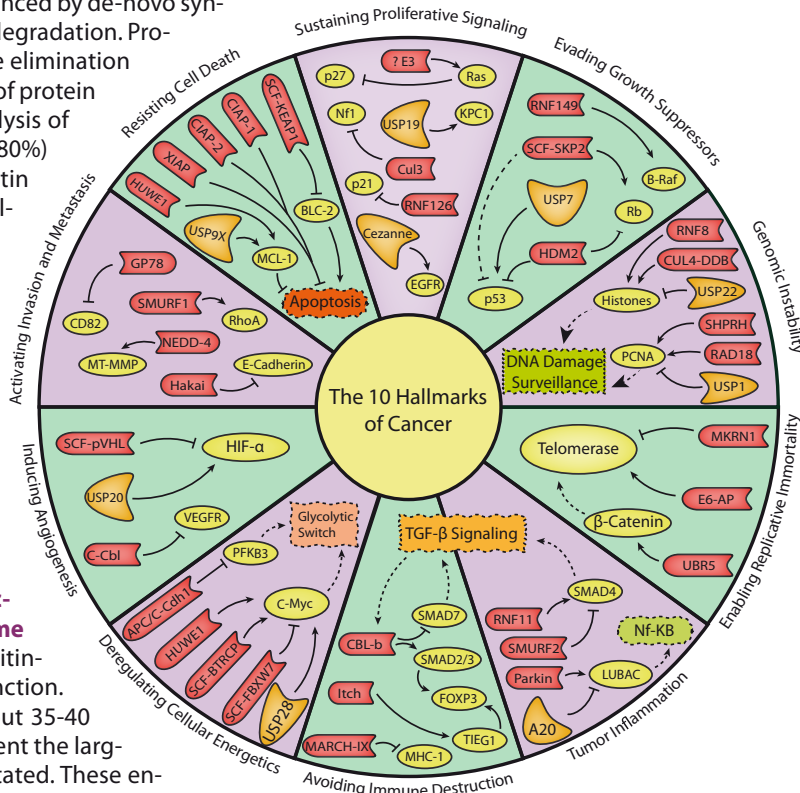 nced by de-novo syn-
degradation. Pro-
e elimination
of protein
lysis of
80%)
tin
l-
z-
me
itin-
nction.
ut 35-40
ent the larg-
tated. These en-
The 10 Hallmarks
of Cancer
Sustaining Proliferative Signaling
? E3
p27
Ras
Nf1
USP19
KPC1
Cul3
p21
RNF126
Cezanne
EGFR
Evading Growth Suppressors
RNF149
SCF-SKP2
B-Raf
USP7
Rb
HDM2
p53
Genomic Instability
RNF8
CUL4-DDB
USP22
Histones
SHPRH
PCNA
RAD18
USP1
DNA Damage
Surveillance
Enabling Replicative Immortality
MKRN1
Telomerase
E6-AP
β-Catenin
UBR5
Tumor Inflammation
SMAD4
RNF11
Nf-KB
SMURF2
Parkin
LUBAC
A20
Avoiding Immune Destruction
TGF-β Signaling
SMAD7
CBL-b
SMAD2/3
Itch
FOXP3
TIEG1
MARCH-IX
MHC-1
Deregulating Cellular Energetics
Glycolytic
Switch
PFKB3
APC/C-Cdh1
C-Myc
HUWE1
SCF-BTRCP
SCF-FBXW7
USP28
Inducing Angiogenesis
SCF-pVHL
HIF-α
USP20
VEGFR
C-Cbl
Activating Invasion and Metastasis
GP78
SMURF1
CD82
RhoA
NEDD-4
MT-MMP
E-Cadherin
Hakai
Resisting Cell Death
SCF-KEAP1
CIAP-1
CIAP-2
XIAP
HUWE1
BLC-2
USP9X
MCL-1
Apoptosis